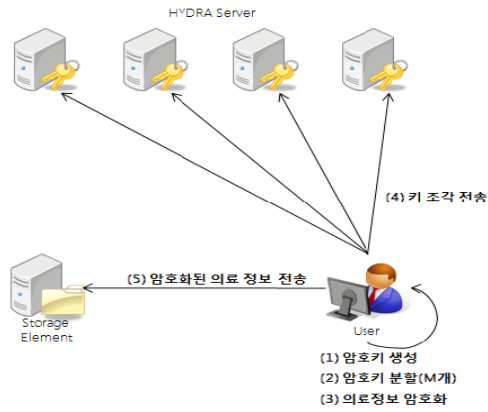 HYDRA Server
(4) 키 조각 전송
(5) 암호화된 의료 정보 전송
Storage
Element
User
(1) 암호키 생성
(2) 암호키 분할(M개)
(3) 의료정보 암호화